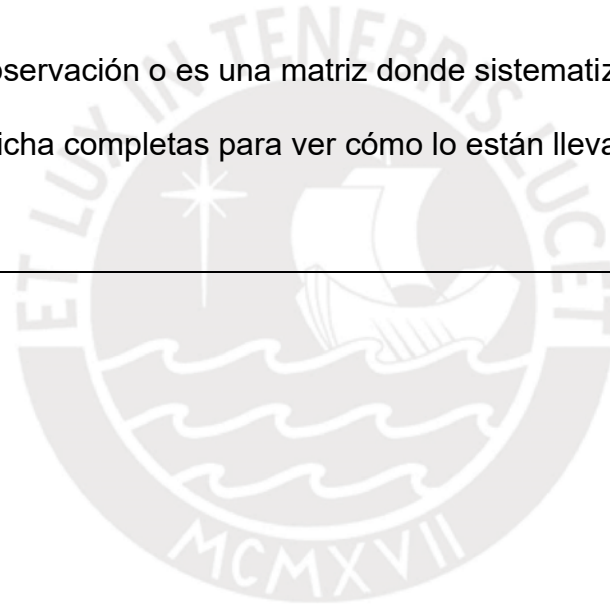 servación o es una matriz donde sistematiz
icha completas para ver cómo lo están lleva
ET LUX IN TENEBRIS LUCET
MCMXVII